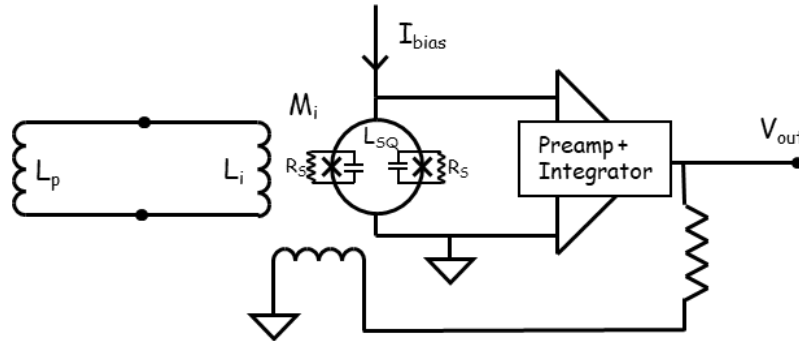 I_bias
M_i
L_SQ
V_out
Preamp +
Integrator
L_p
L_i
R_S
R_S